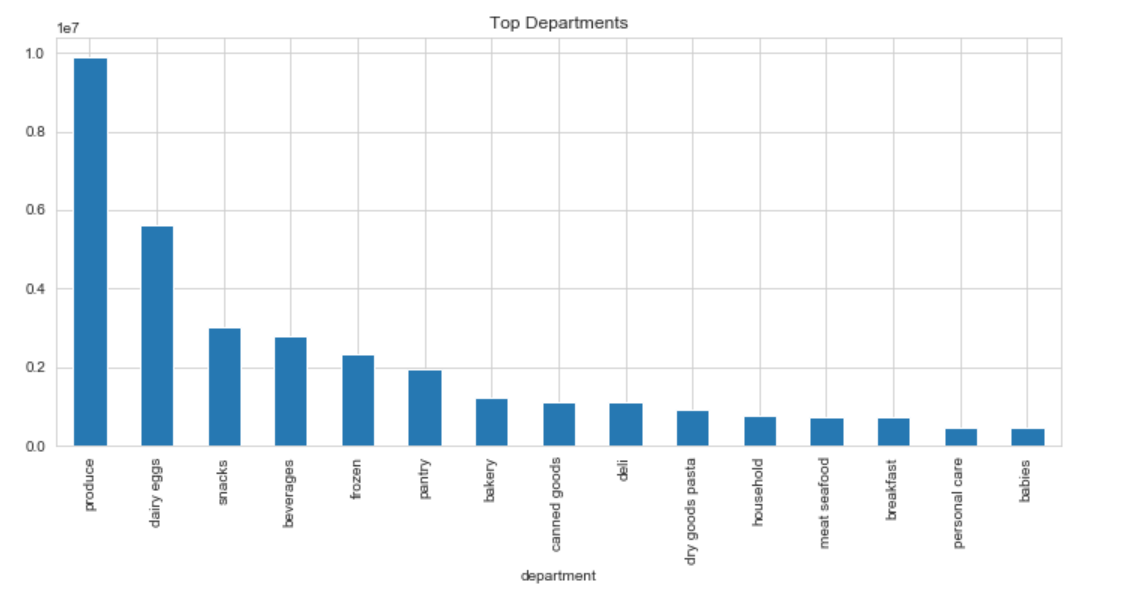 Top Departments
1e7
1.0
0.8
0.6
0.4
0.2
0.0
produce
dairy eggs
snacks
beverages
frozen
pantry
bakery
canned goods
deli
dry goods pasta
household
meat seafood
breakfast
personal care
babies
department